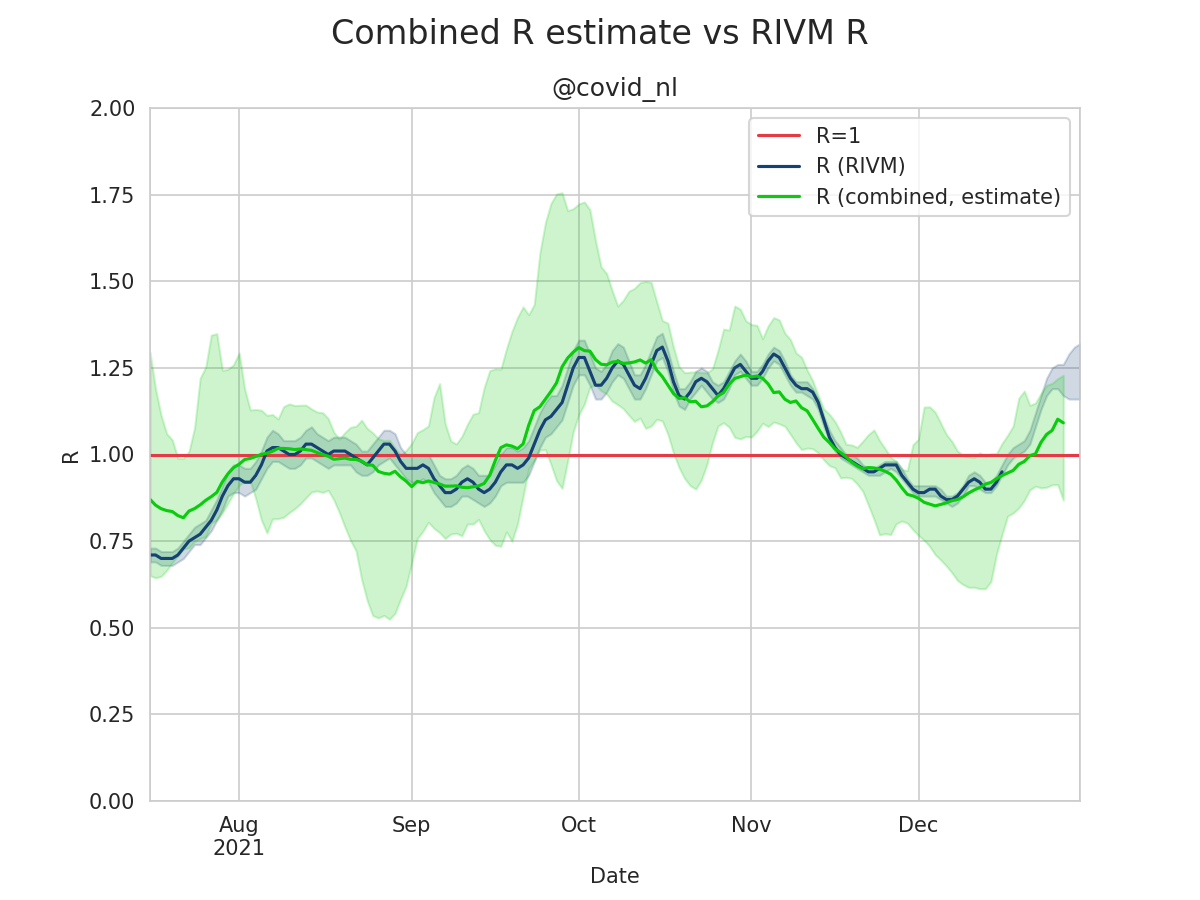 Combined R estimate vs RIVM R
@covid_nl
R=1
R (RIVM)
R (combined, estimate)
2.00
1.75
1.50
1.25
1.00
0.75
0.50
0.25
0.00
R
Aug
2021
Sep
Oct
Nov
Dec
Date